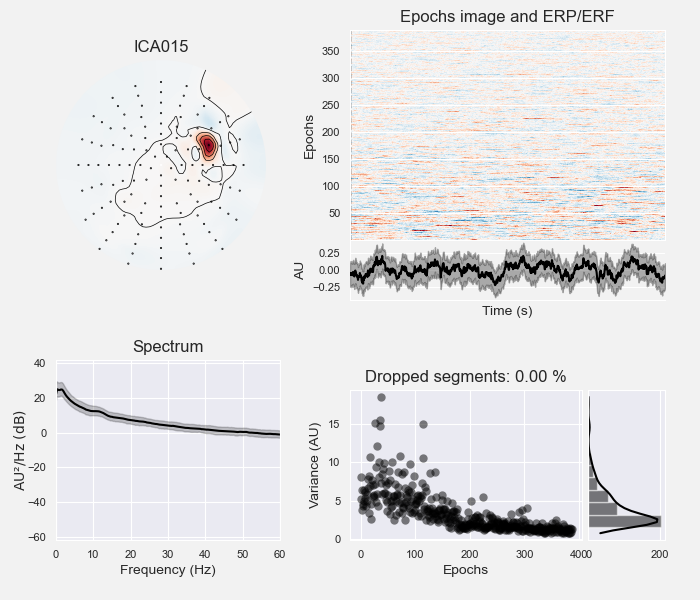 Epochs image and ERP/ERF
ICA015
350
300
250
200
150
100
50
Epochs
0.25
0.00
−0.25
AU
Time (s)
Spectrum
40
20
0
−20
−40
−60
AU²/Hz (dB)
0 10 20 30 40 50 60
Frequency (Hz)
Dropped segments: 0.00 %
15
10
5
0
Variance (AU)
0 100 200 300 400
Epochs
0 200